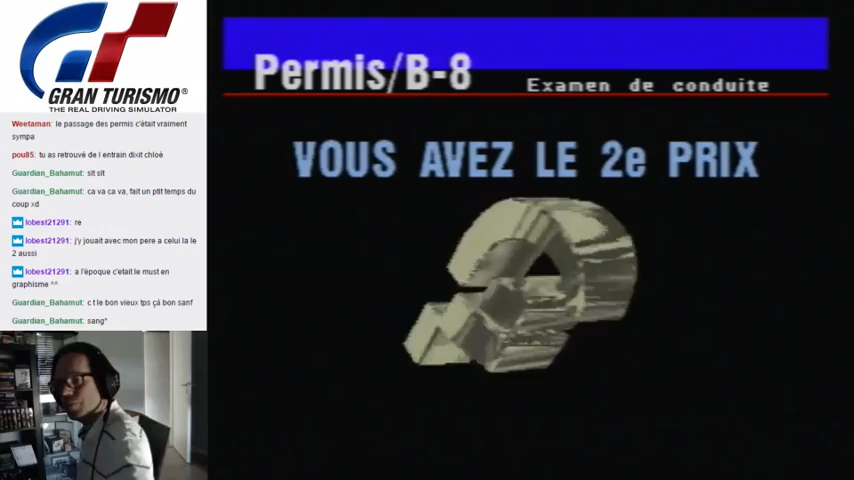 GRAN TURISMO®
THE REAL DRIVING SIMULATOR
Weetaman: le passage des permis c'était vraiment
sympa
pou85: tu as retrouvé de l entrain dixit chloé
Guardian_Bahamut: slt slt
Guardian_Bahamut: ca va ca va, fait un ptit temps du
coup xd
lobest21291: re
lobest21291: j'y jouait avec mon pere a celui la le
2 aussi
lobest21291: a l'èpoque c'etait le must en
graphisme ^^
Guardian_Bahamut: c t le bon vieux tps çà bon sanf
Guardian_Bahamut: sang*
Permis/B-8
Examen de conduite
VOUS AVEZ LE 2e PRIX
2